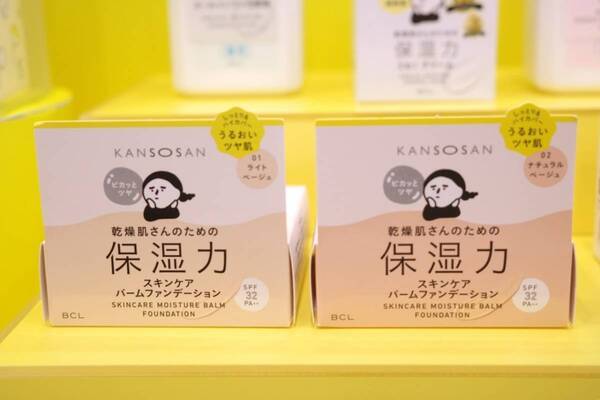 保湿力
しっとり&
ハイカバー
うるおい
ツヤ肌
KANSOSAN
01
ライト
ベージュ
ピカッと
ツヤ
乾燥肌さんのための
保湿力
スキンケア
バームファンデーション
SKINCARE MOISTURE BALM
FOUNDATION
SPF
32
PA++
BCL
しっとり&
ハイカバー
うるおい
ツヤ肌
KANSOSAN
02
ナチュラル
ベージュ
ピカッと
ツヤ
乾燥肌さんのための
保湿力
スキンケア
バームファンデーション
SKINCARE MOISTURE BALM
FOUNDATION
SPF
32
PA++
BCL